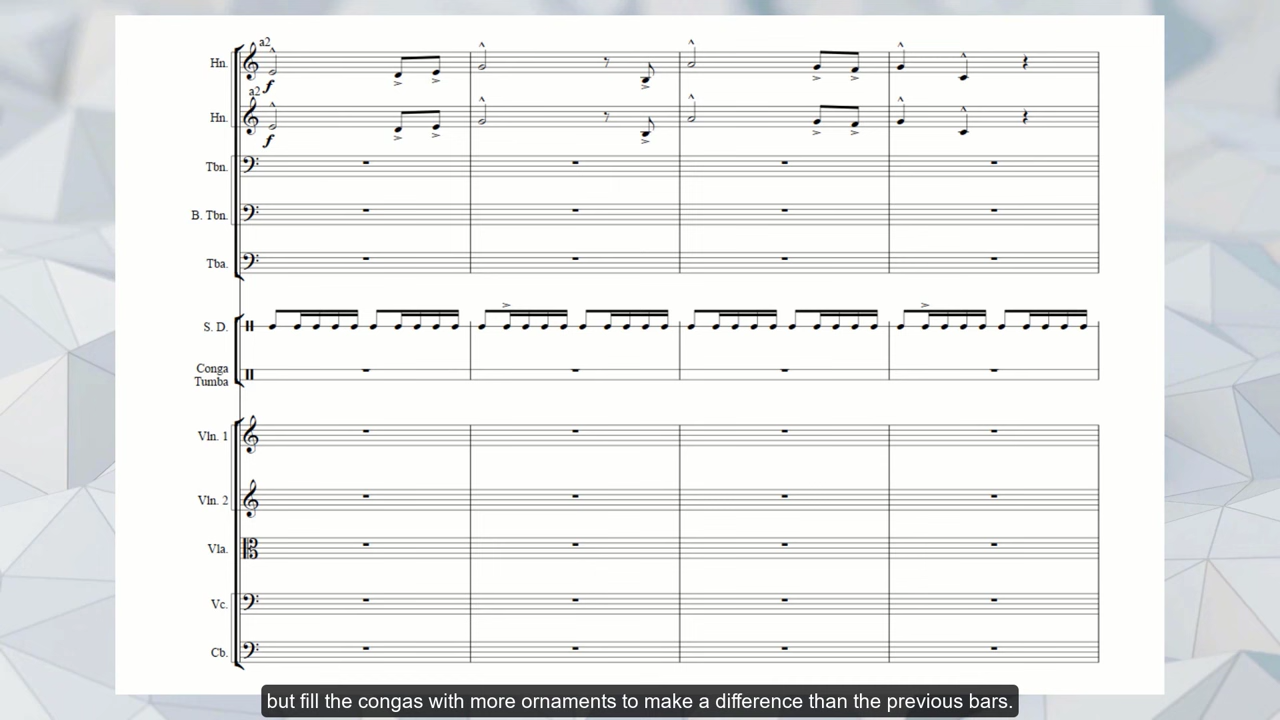 a2
Hn.
f
a2
Hn.
f
Tbn.
B. Tbn.
Tba.
S. D.
Conga
Tumba
Vln. 1
Vln. 2
Vla.
Vc.
Cb.
but fill the congas with more ornaments to make a difference than the previous bars.